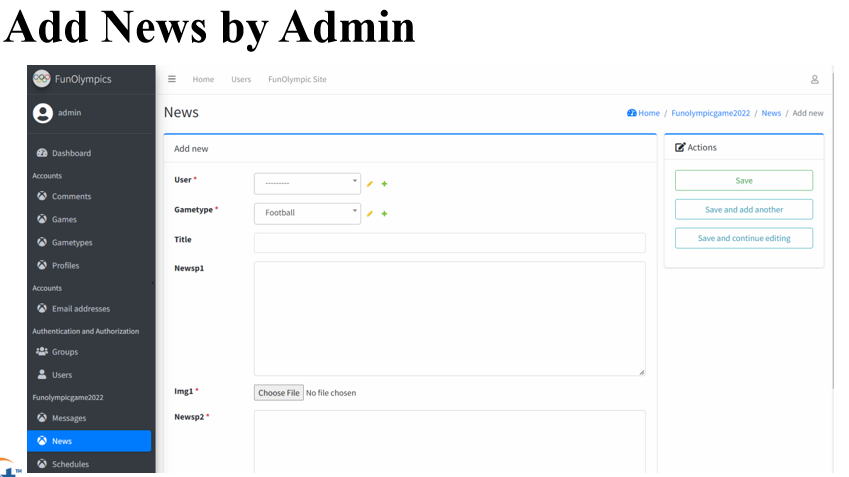 Add News by Admin
FunOlympics
Home Users FunOlympic Site
admin
News
Home / Funolympicgame2022 / News / Add new
Dashboard
Accounts
Comments
Games
Gametypes
Profiles
Accounts
Email addresses
Authentication and Authorization
Groups
Users
Funolympicgame2022
Messages
News
Schedules
Add new
User *
---------
Gametype *
Football
Title
Newsp1
Img1 *
Choose File No file chosen
Newsp2 *
Actions
Save
Save and add another
Save and continue editing
TM